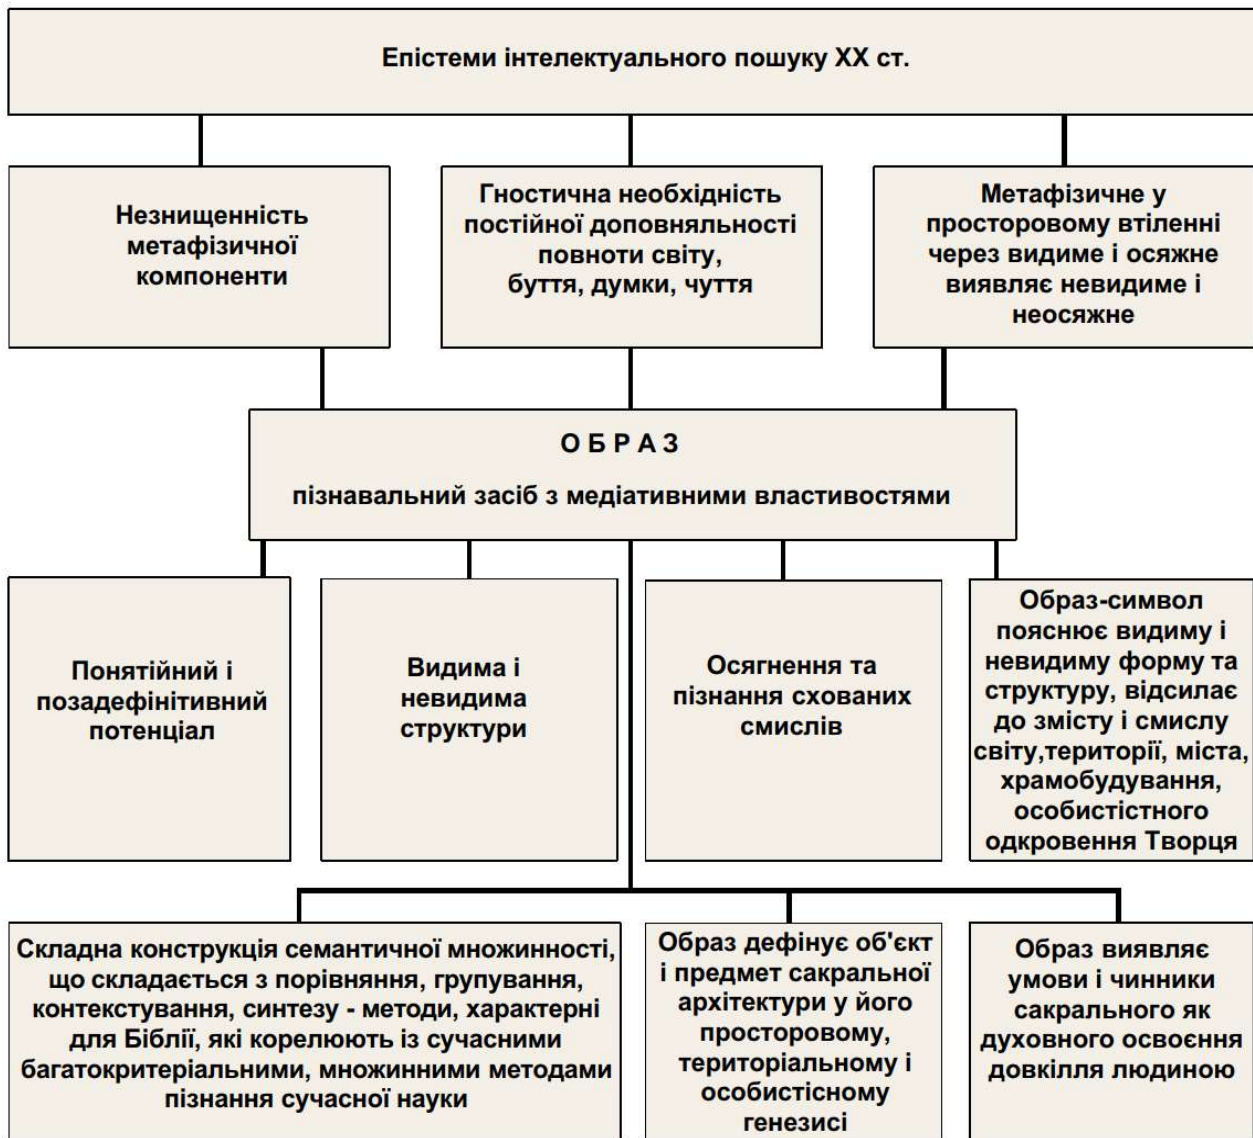 Епістеми інтелектуального пошуку ХХ ст.
Незнищенність
метафізичної
компоненти
Гностична необхідність
постійної доповняльності
повноти світу,
буття, думки, чуття
Метафізичне у
просторовому втіленні
через видиме і осяжне
виявляє невидиме і
неосяжне
О Б Р А З
пізнавальний засіб з медіативними властивостями
Понятійний і
позадефінітивний
потенціал
Видима і
невидима
структури
Осягнення та
пізнання схованих
смислів
Образ-символ
пояснює видиму і
невидиму форму та
структуру, відсилає
до змісту і смислу
світу,території, міста,
храмобудування,
особистістного
одкровення Творця
Складна конструкція семантичної множинності,
що складається з порівняння, групування,
контекстування, синтезу - методи, характерні
для Біблії, які корелюють із сучасними
багатокритеріальними, множинними методами
пізнання сучасної науки
Образ дефінує об'єкт
і предмет сакральної
архітектури у його
просторовому,
територіальному і
особистісному
генезисі
Образ виявляє
умови і чинники
сакрального як
духовного освоєння
довкілля людиною